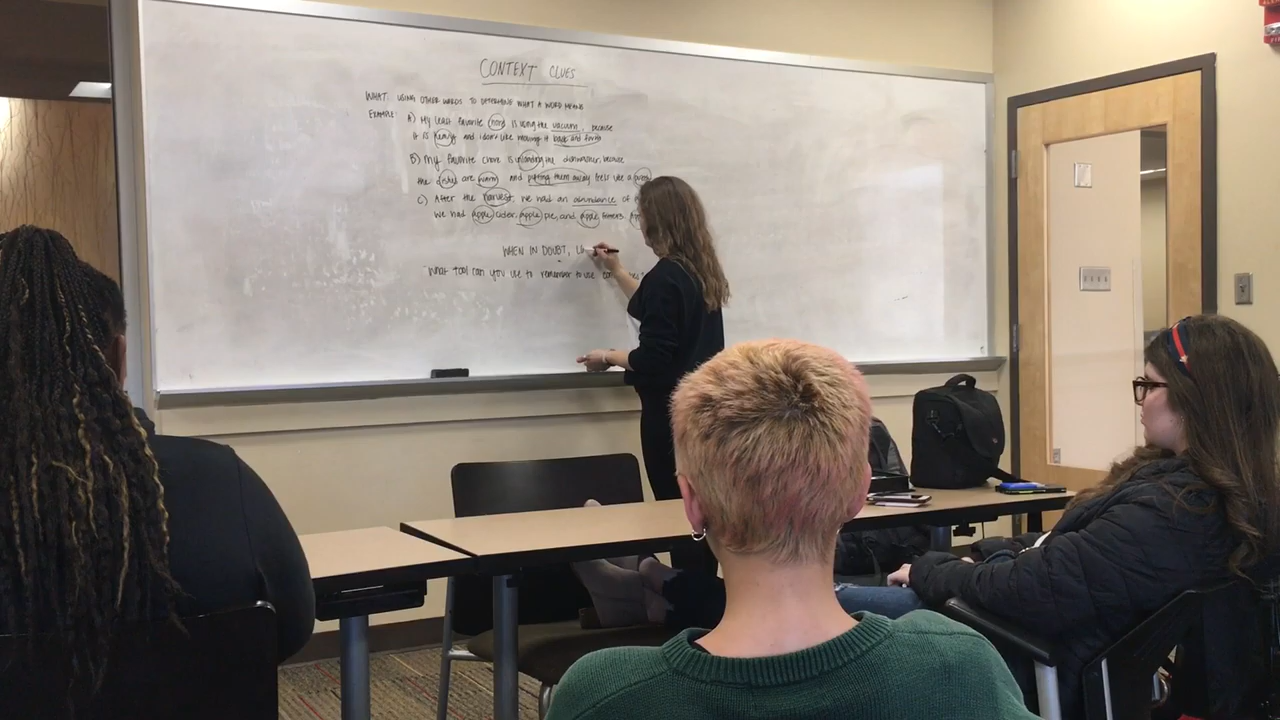 CONTEXT CLUES
WHAT: USING OTHER WORDS TO DETERMINE WHAT A WORD MEANS
EXAMPLE: A) My least favorite chore is using the vacuum, because
it is heavy and i don't like moving it back and forth
B) My favorite chore is unloading the dishwasher, because
the dishes are warm and putting them away feels like a
C) After the harvest, we had an abundance of
We had apple cider, apple pie, and apple
WHEN IN DOUBT,
"What tool can you use to remember to use